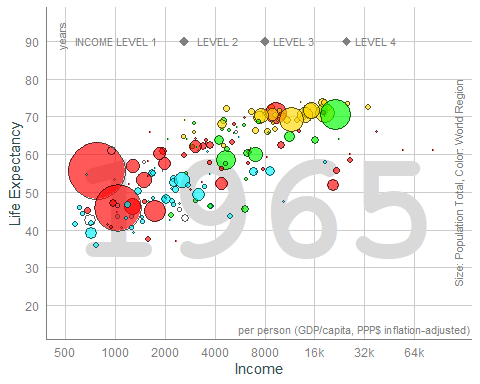 years
INCOME LEVEL 1 LEVEL 2 LEVEL 3 LEVEL 4
90
80
70
60
50
40
30
20
Life Expectancy
1965
Size: Population Total, Color: World Region
per person (GDP/capita, PPP$ inflation-adjusted)
500 1000 2000 4000 8000 16k 32k 64k
Income